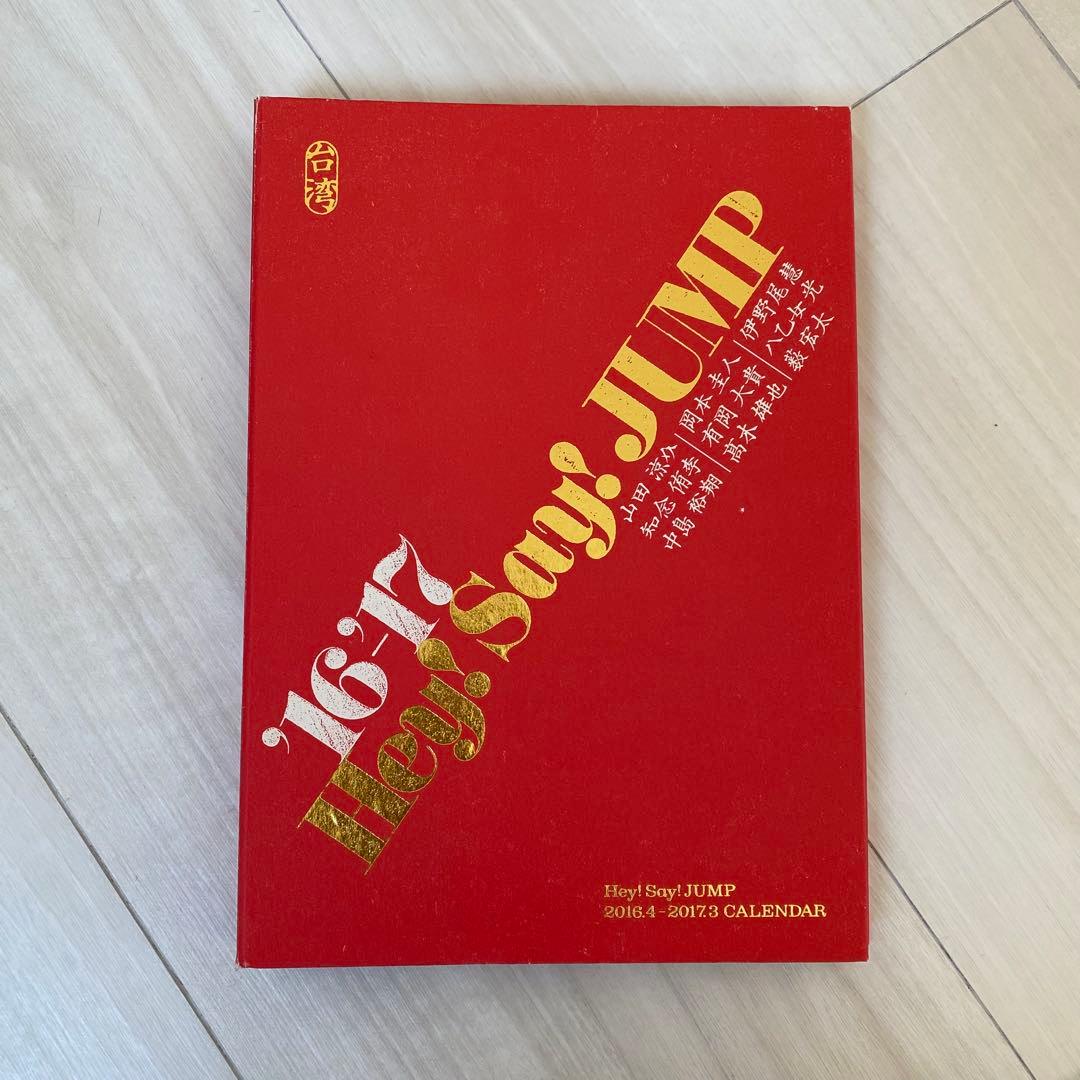 台湾
'16-'17
Hey! Say! JUMP
山田 涼介 | 岡本 圭人 | 伊野尾 慧
知念 侑李 | 有岡 大貴 | 八乙女 光
中島 裕翔 | 髙木 雄也 | 薮 宏太
Hey! Say! JUMP
2016.4-2017.3 CALENDAR